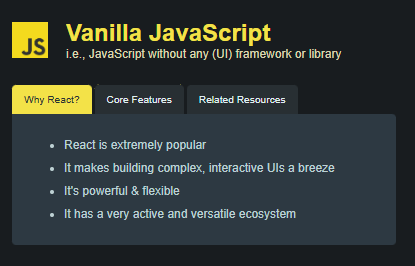 JS
Vanilla JavaScript
i.e., JavaScript without any (UI) framework or library
Why React? Core Features Related Resources
React is extremely popular
It makes building complex, interactive UIs a breeze
It's powerful & flexible
It has a very active and versatile ecosystem